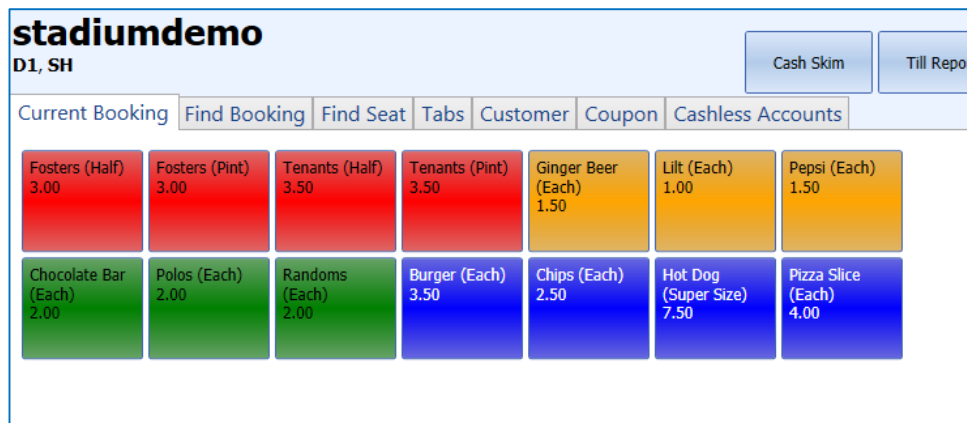 stadiumdemo
D1, SH
Cash Skim
Till Repo
Current Booking
Find Booking
Find Seat
Tabs
Customer
Coupon
Cashless Accounts
Fosters (Half)
3.00
Fosters (Pint)
3.00
Tenants (Half)
3.50
Tenants (Pint)
3.50
Ginger Beer
(Each)
1.50
Lilt (Each)
1.00
Pepsi (Each)
1.50
Chocolate Bar
(Each)
2.00
Polos (Each)
2.00
Randoms
(Each)
2.00
Burger (Each)
3.50
Chips (Each)
2.50
Hot Dog
(Super Size)
7.50
Pizza Slice
(Each)
4.00